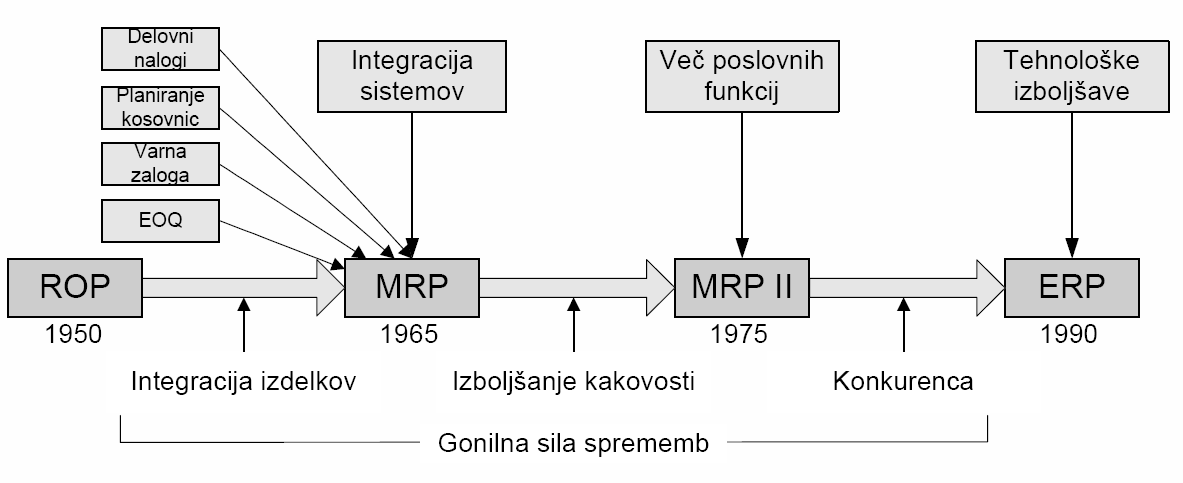 Delovni
nalogi
Planiranje
kosovnic
Varna
zaloga
EOQ
Integracija
sistemov
Več poslovnih
funkcij
Tehnološke
izboljšave
ROP
MRP
MRP II
ERP
1950
1965
1975
1990
Integracija izdelkov
Izboljšanje kakovosti
Konkurenca
Gonilna sila sprememb